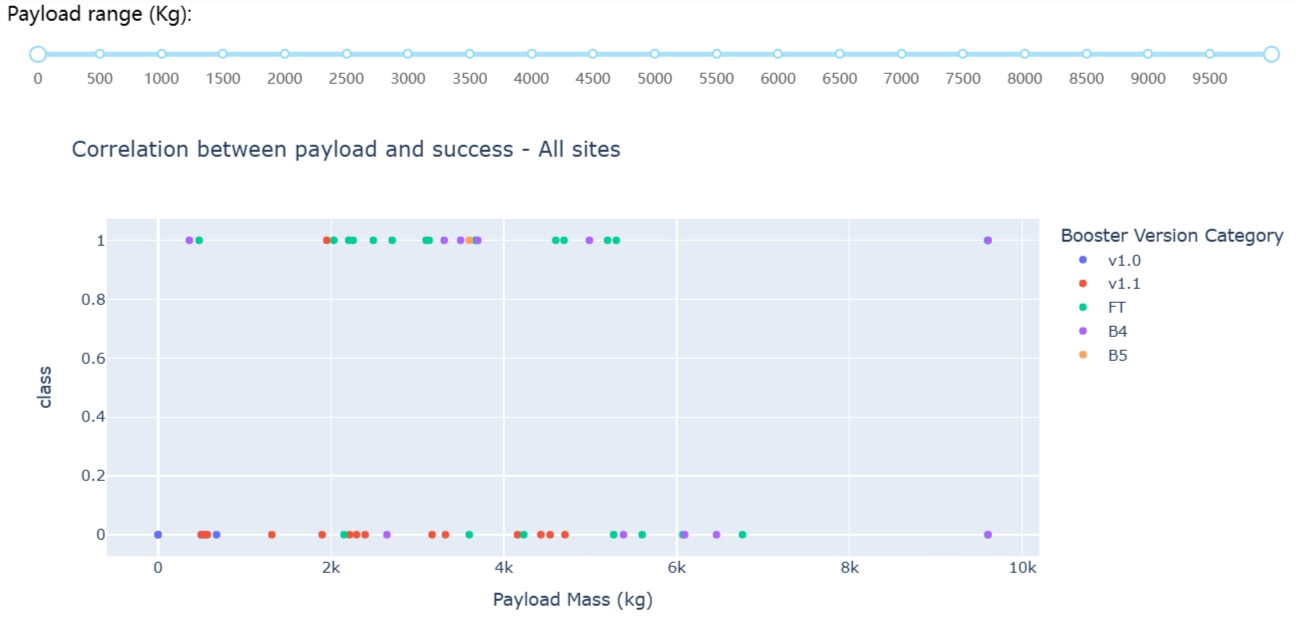 Payload range (Kg):
0 500 1000 1500 2000 2500 3000 3500 4000 4500 5000 5500 6000 6500 7000 7500 8000 8500 9000 9500
Correlation between payload and success - All sites
Booster Version Category
v1.0
v1.1
FT
B4
B5
class
1
0.8
0.6
0.4
0.2
0
0 2k 4k 6k 8k 10k
Payload Mass (kg)